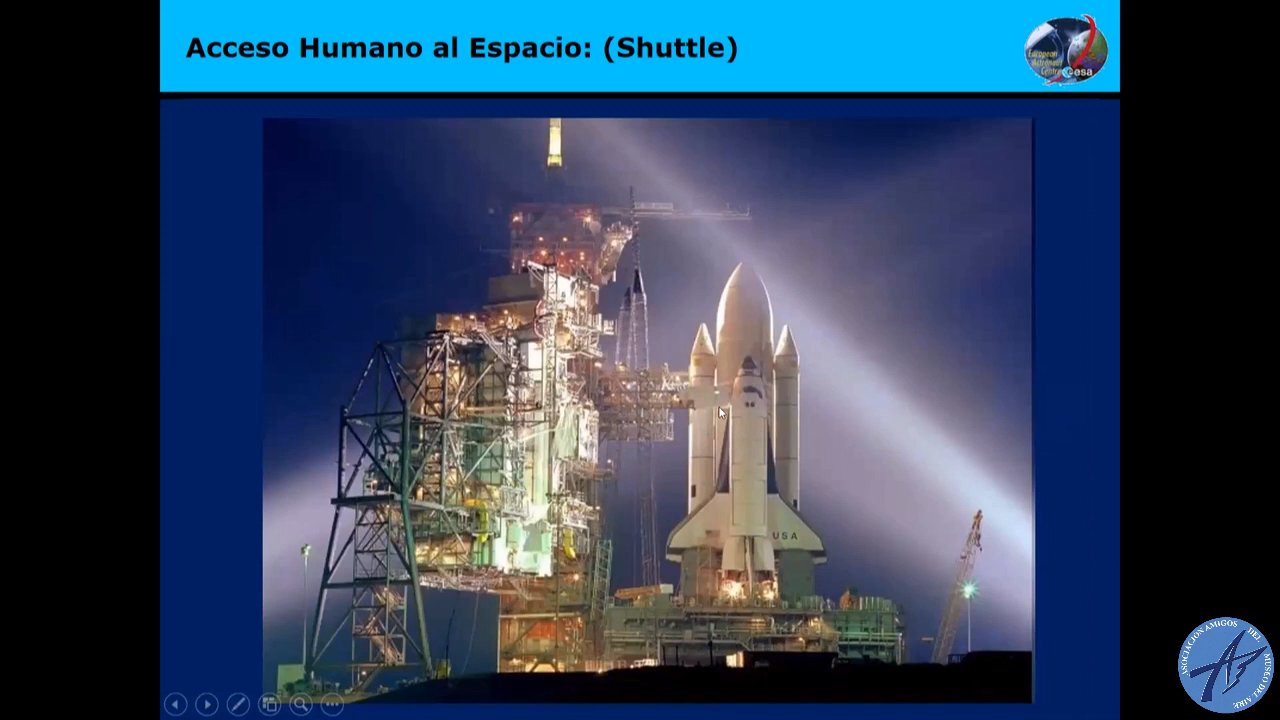 Acceso Humano al Espacio: (Shuttle)
European
Astronaut
Centre
esa
USA
ASOCIACION AMIGOS DEL MUSEO DEL AIRE